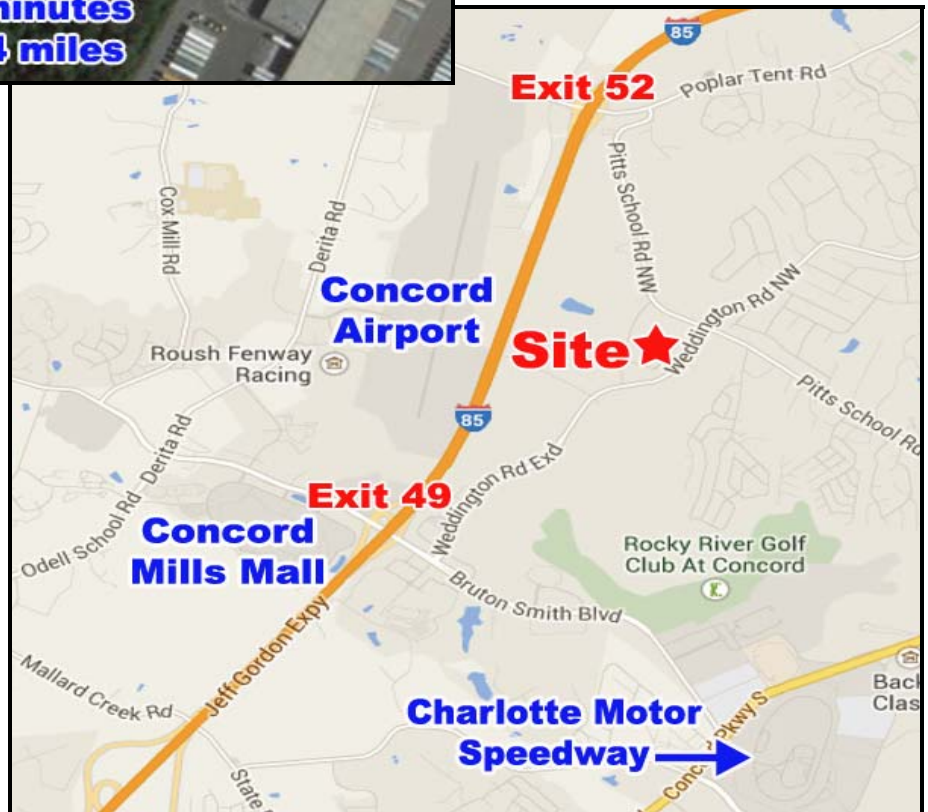 4 miles
85
Exit 52
Poplar Tent Rd
Pitts School Rd NW
Cox Mill Rd
Derita Rd
Concord
Airport
Weddington Rd NW
Site
Roush Fenway
Racing
Pitts School Rd
85
Derita Rd
Weddington Rd Exd
Exit 49
Odell School Rd
Concord
Mills Mall
Rocky River Golf
Club At Concord
Bruton Smith Blvd
Jeff Gordon Expy
Mallard Creek Rd
Charlotte Motor
Speedway
Pkwy S
State